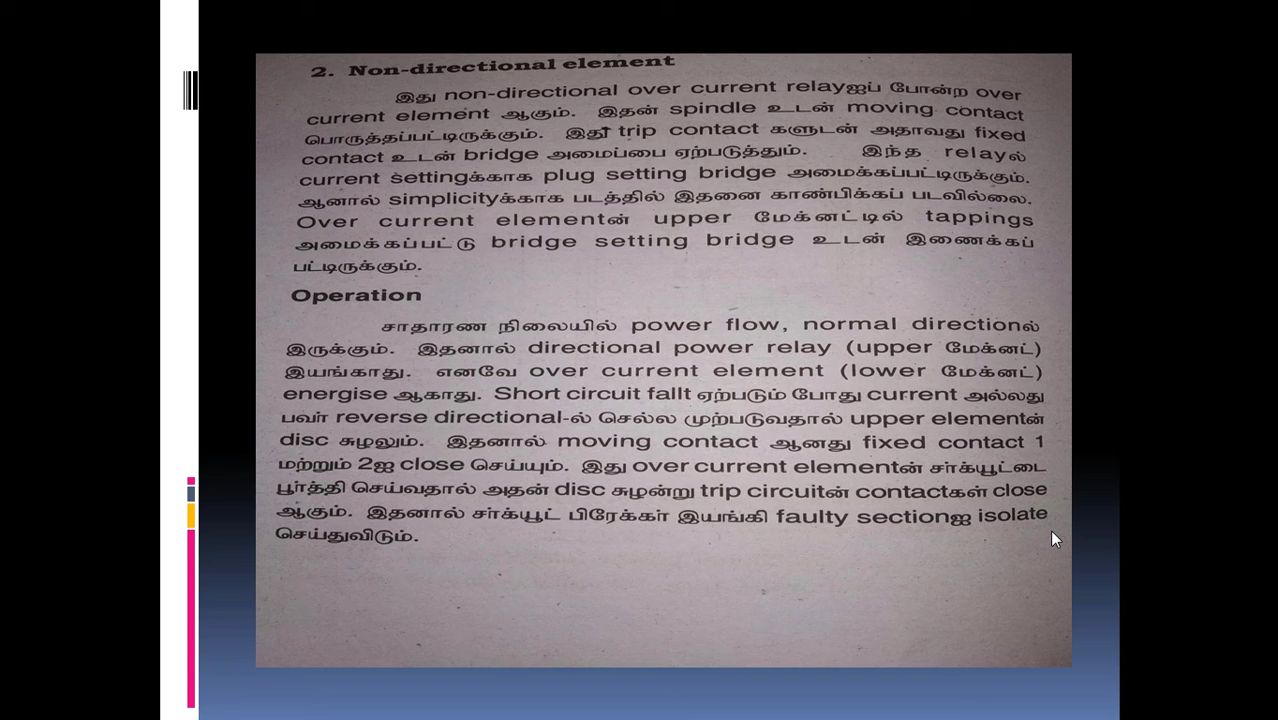 2. Non-directional element
இது non-directional over current relayஐப் போன்ற over
current element ஆகும். இதன் spindle உடன் moving contact
பொருத்தப்பட்டிருக்கும். இது trip contact களுடன் அதாவது fixed
contact உடன் bridge அமைப்பை ஏற்படுத்தும். இந்த relayல்
current settingக்காக plug setting bridge அமைக்கப்பட்டிருக்கும்.
ஆனால் simplicityக்காக படத்தில் இதனை காண்பிக்கப் படவில்லை.
Over current elementன் upper மேக்னட்டில் tappings
அமைக்கப்பட்டு bridge setting bridge உடன் இணைக்கப்
பட்டிருக்கும்.
Operation
சாதாரண நிலையில் power flow, normal directionல்
இருக்கும். இதனால் directional power relay (upper மேக்னட்)
இயங்காது. எனவே over current element (lower மேக்னட்)
energise ஆகாது. Short circuit fallt ஏற்படும் போது current அல்லது
பவர் reverse directional-ல் செல்ல முற்படுவதால் upper elementன்
disc சுழலும். இதனால் moving contact ஆனது fixed contact 1
மற்றும் 2ஐ close செய்யும். இது over current elementன் சர்க்யூட்டை
பூர்த்தி செய்வதால் அதன் disc சுழன்று trip circuitன் contactகள் close
ஆகும். இதனால் சர்க்யூட் பிரேக்கர் இயங்கி faulty sectionஐ isolate
செய்துவிடும்.